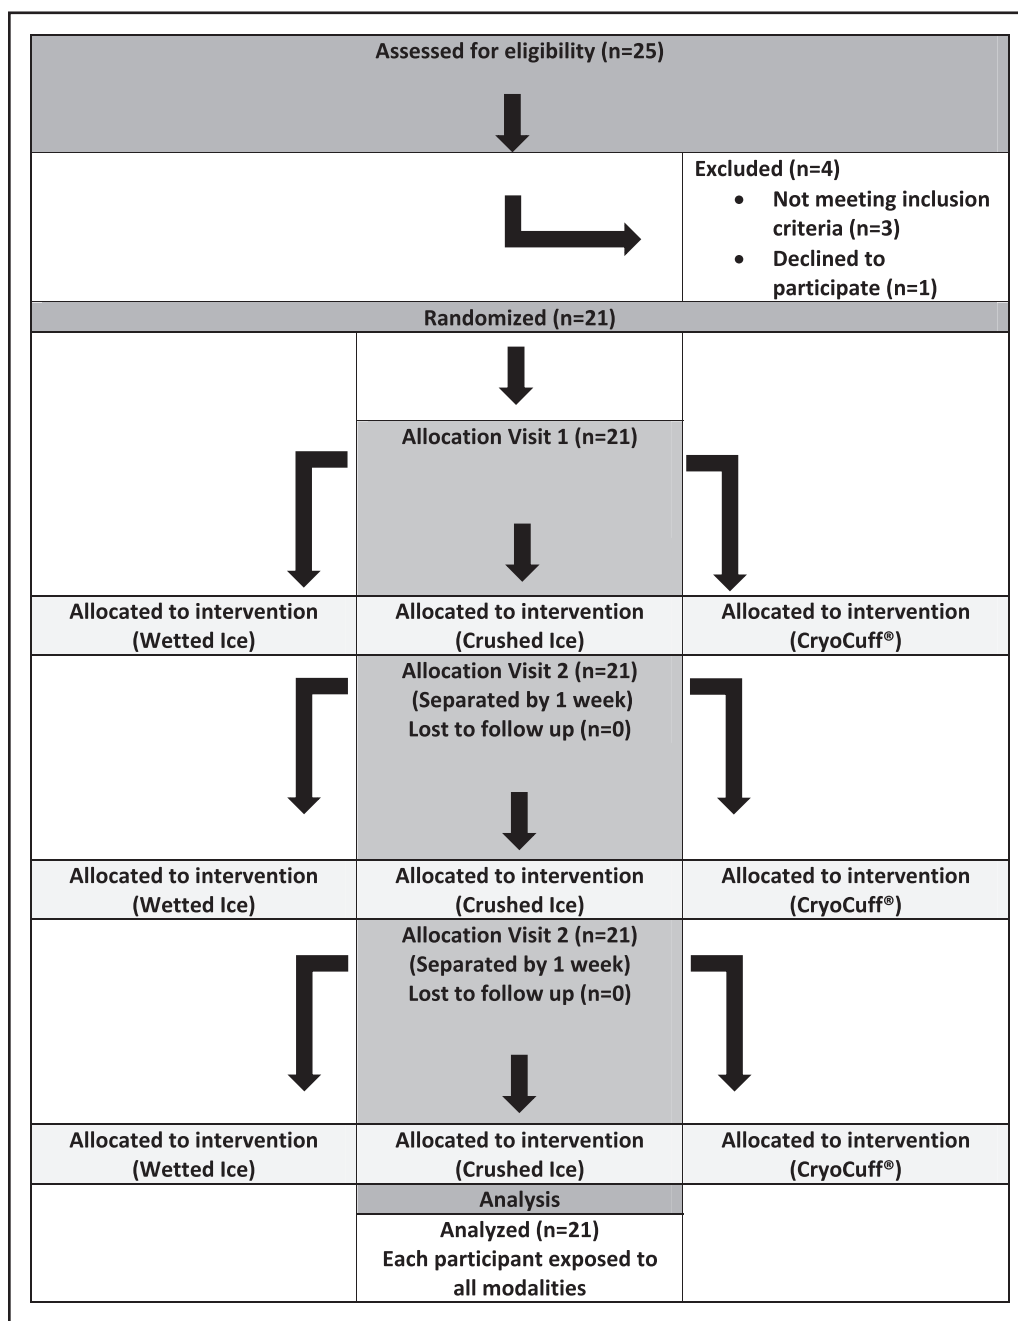 Assessed for eligibility (n=25)
Excluded (n=4)
• Not meeting inclusion
criteria (n=3)
• Declined to
participate (n=1)
Randomized (n=21)
Allocation Visit 1 (n=21)
Allocated to intervention
(Wetted Ice)
Allocated to intervention
(Crushed Ice)
Allocated to intervention
(CryoCuff®)
Allocation Visit 2 (n=21)
(Separated by 1 week)
Lost to follow up (n=0)
Allocated to intervention
(Wetted Ice)
Allocated to intervention
(Crushed Ice)
Allocated to intervention
(CryoCuff®)
Allocation Visit 2 (n=21)
(Separated by 1 week)
Lost to follow up (n=0)
Allocated to intervention
(Wetted Ice)
Allocated to intervention
(Crushed Ice)
Allocated to intervention
(CryoCuff®)
Analysis
Analyzed (n=21)
Each participant exposed to
all modalities